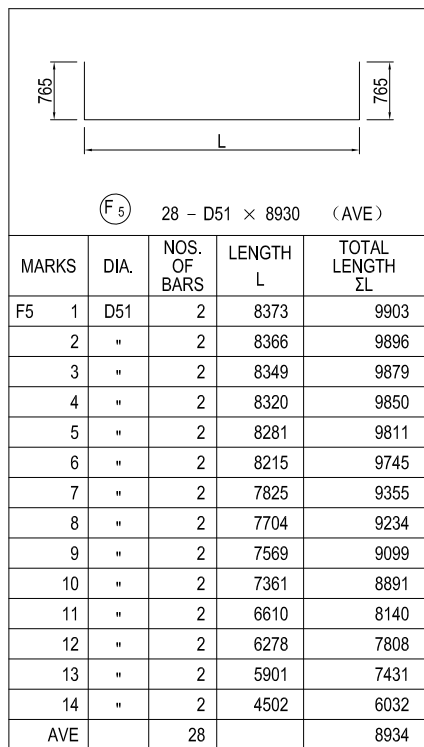 765
765
L
F5 28 - D51 × 8930 (AVE)
MARKS DIA. NOS. OF BARS LENGTH L TOTAL LENGTH ΣL
F5 1 D51 2 8373 9903
2 " 2 8366 9896
3 " 2 8349 9879
4 " 2 8320 9850
5 " 2 8281 9811
6 " 2 8215 9745
7 " 2 7825 9355
8 " 2 7704 9234
9 " 2 7569 9099
10 " 2 7361 8891
11 " 2 6610 8140
12 " 2 6278 7808
13 " 2 5901 7431
14 " 2 4502 6032
AVE 28 8934